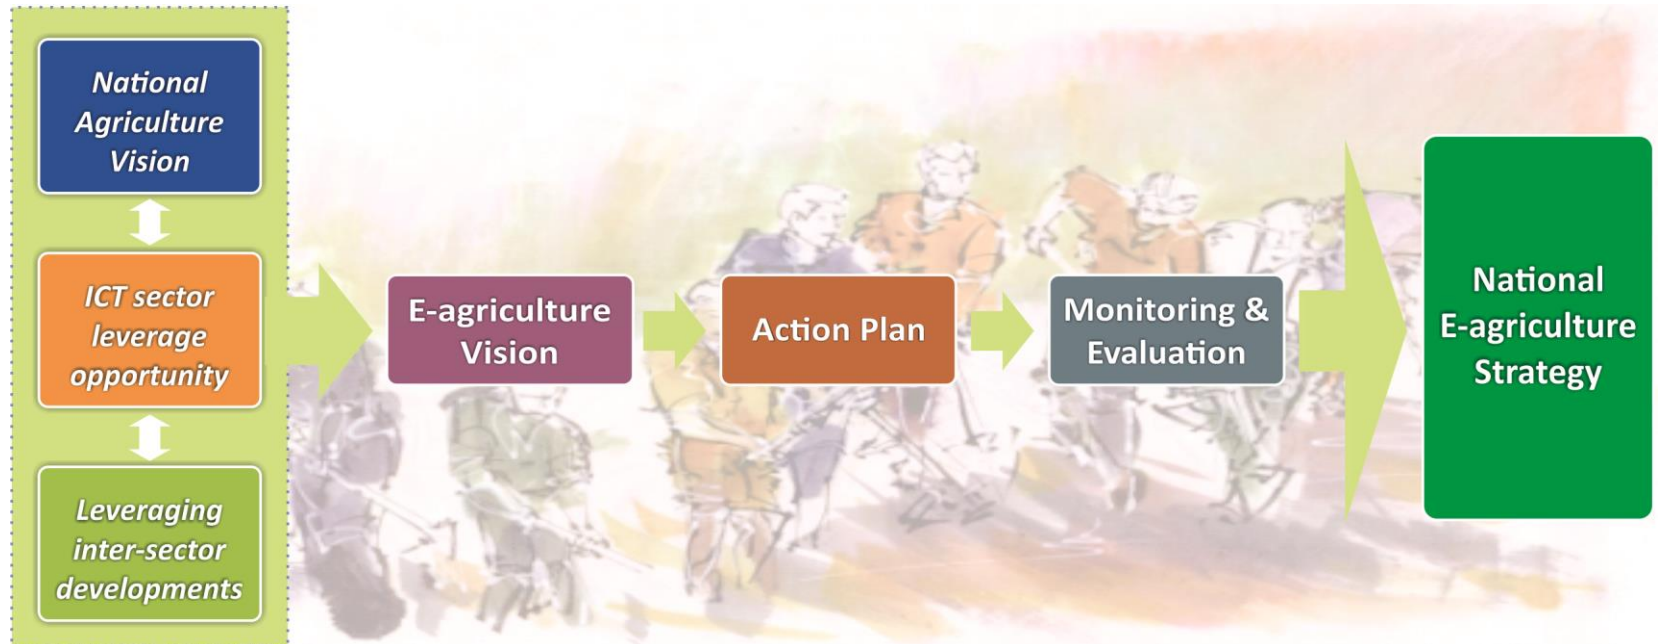 National
Agriculture
Vision
ICT sector
leverage
opportunity
Leveraging
inter-sector
developments
E-agriculture
Vision
Action Plan
Monitoring &
Evaluation
National
E-agriculture
Strategy